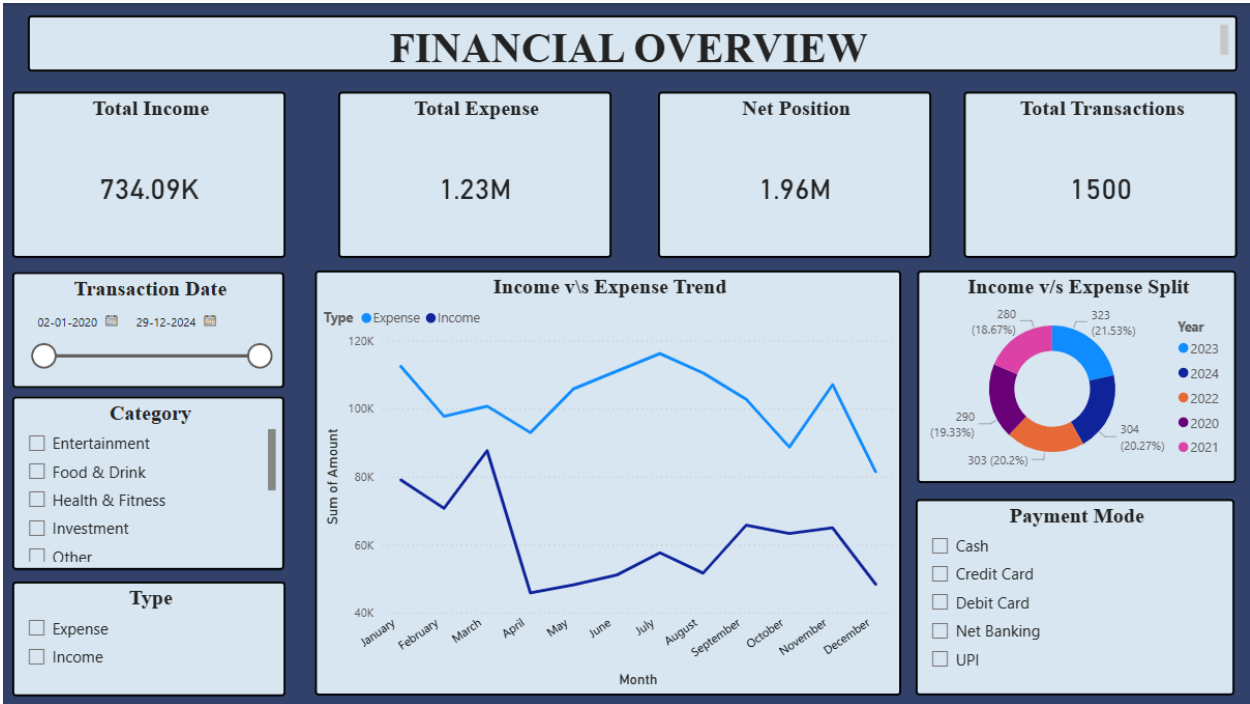 FINANCIAL OVERVIEW
Total Income
734.09K
Total Expense
1.23M
Net Position
1.96M
Total Transactions
1500
Transaction Date
02-01-2020
29-12-2024
Category
Entertainment
Food & Drink
Health & Fitness
Investment
Other
Type
Expense
Income
Income v\s Expense Trend
Type Expense Income
Sum of Amount
120K
100K
80K
60K
40K
January
February
March
April
May
June
July
August
September
October
November
December
Month
Income v/s Expense Split
280
(18.67%)
323
(21.53%)
290
(19.33%)
304
(20.27%)
303 (20.2%)
Year
2023
2024
2022
2020
2021
Payment Mode
Cash
Credit Card
Debit Card
Net Banking
UPI